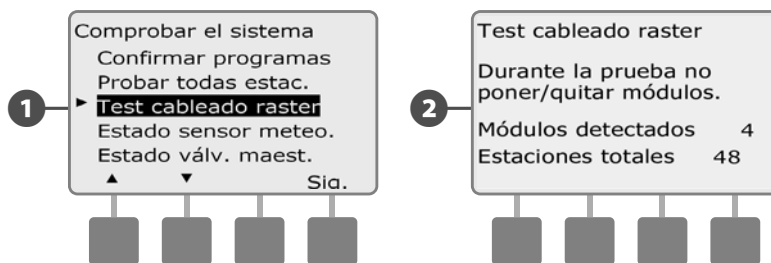 Comprobar el sistema
Confirmar programas
Probar todas estac.
Test cableado raster
Estado sensor meteo.
Estado válv. maest.
Sig.
1
Test cableado raster
Durante la prueba no
poner/quitar módulos.
Módulos detectados 4
Estaciones totales 48
2